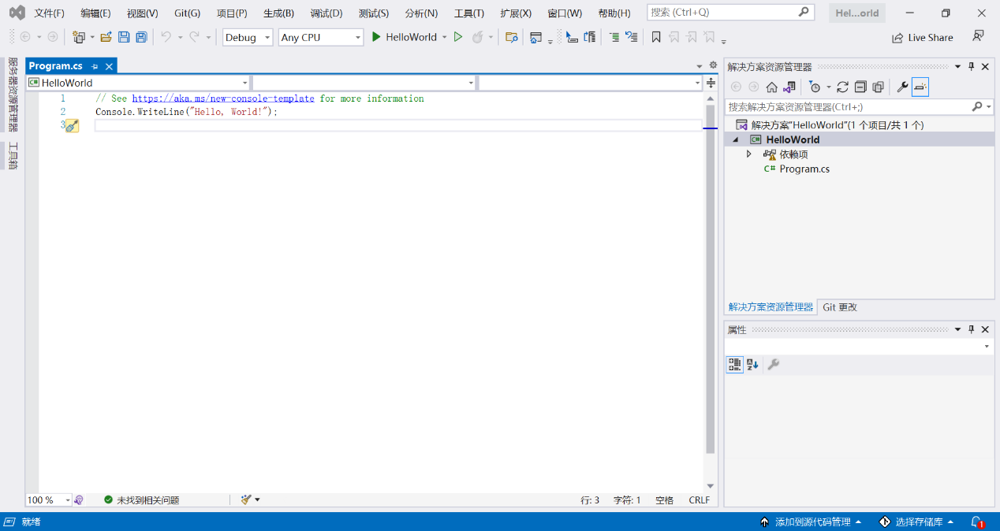 文件(F) 编辑(E) 视图(V) Git(G) 项目(P) 生成(B) 调试(D) 测试(S) 分析(N) 工具(T) 扩展(X) 窗口(W) 帮助(H) 搜索 (Ctrl+Q) Hel...orld
Debug Any CPU HelloWorld Live Share
服务器资源管理器
工具箱
Program.cs
HelloWorld
1 // See https://aka.ms/new-console-template for more information
2 Console.WriteLine("Hello, World!");
3
100 % 未找到相关问题 行: 3 字符: 1 空格 CRLF
解决方案资源管理器
搜索解决方案资源管理器(Ctrl+;)
解决方案"HelloWorld"(1 个项目/共 1 个)
C# HelloWorld
依赖项
C# Program.cs
解决方案资源管理器 Git 更改
属性
就绪 添加到源代码管理 选择存储库 1